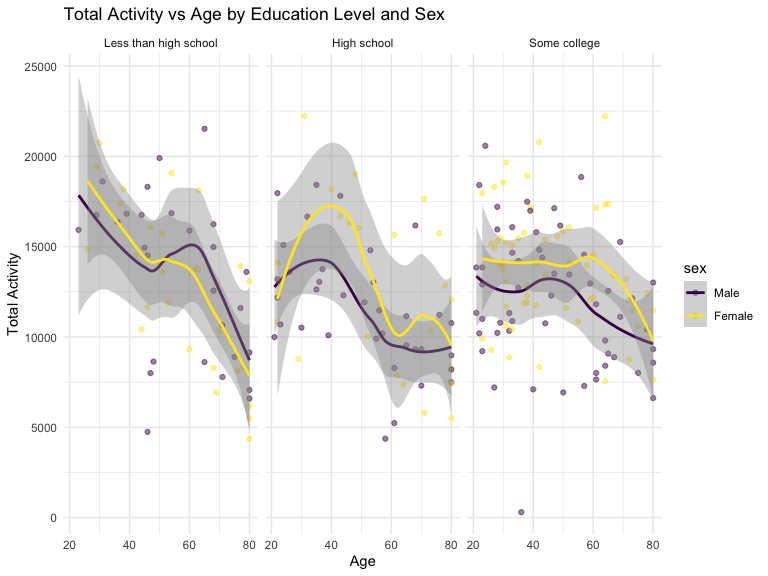 Total Activity vs Age by Education Level and Sex
Less than high school
High school
Some college
25000
20000
15000
10000
5000
0
Total Activity
20 40 60 80
20 40 60 80
20 40 60 80
Age
sex
Male
Female